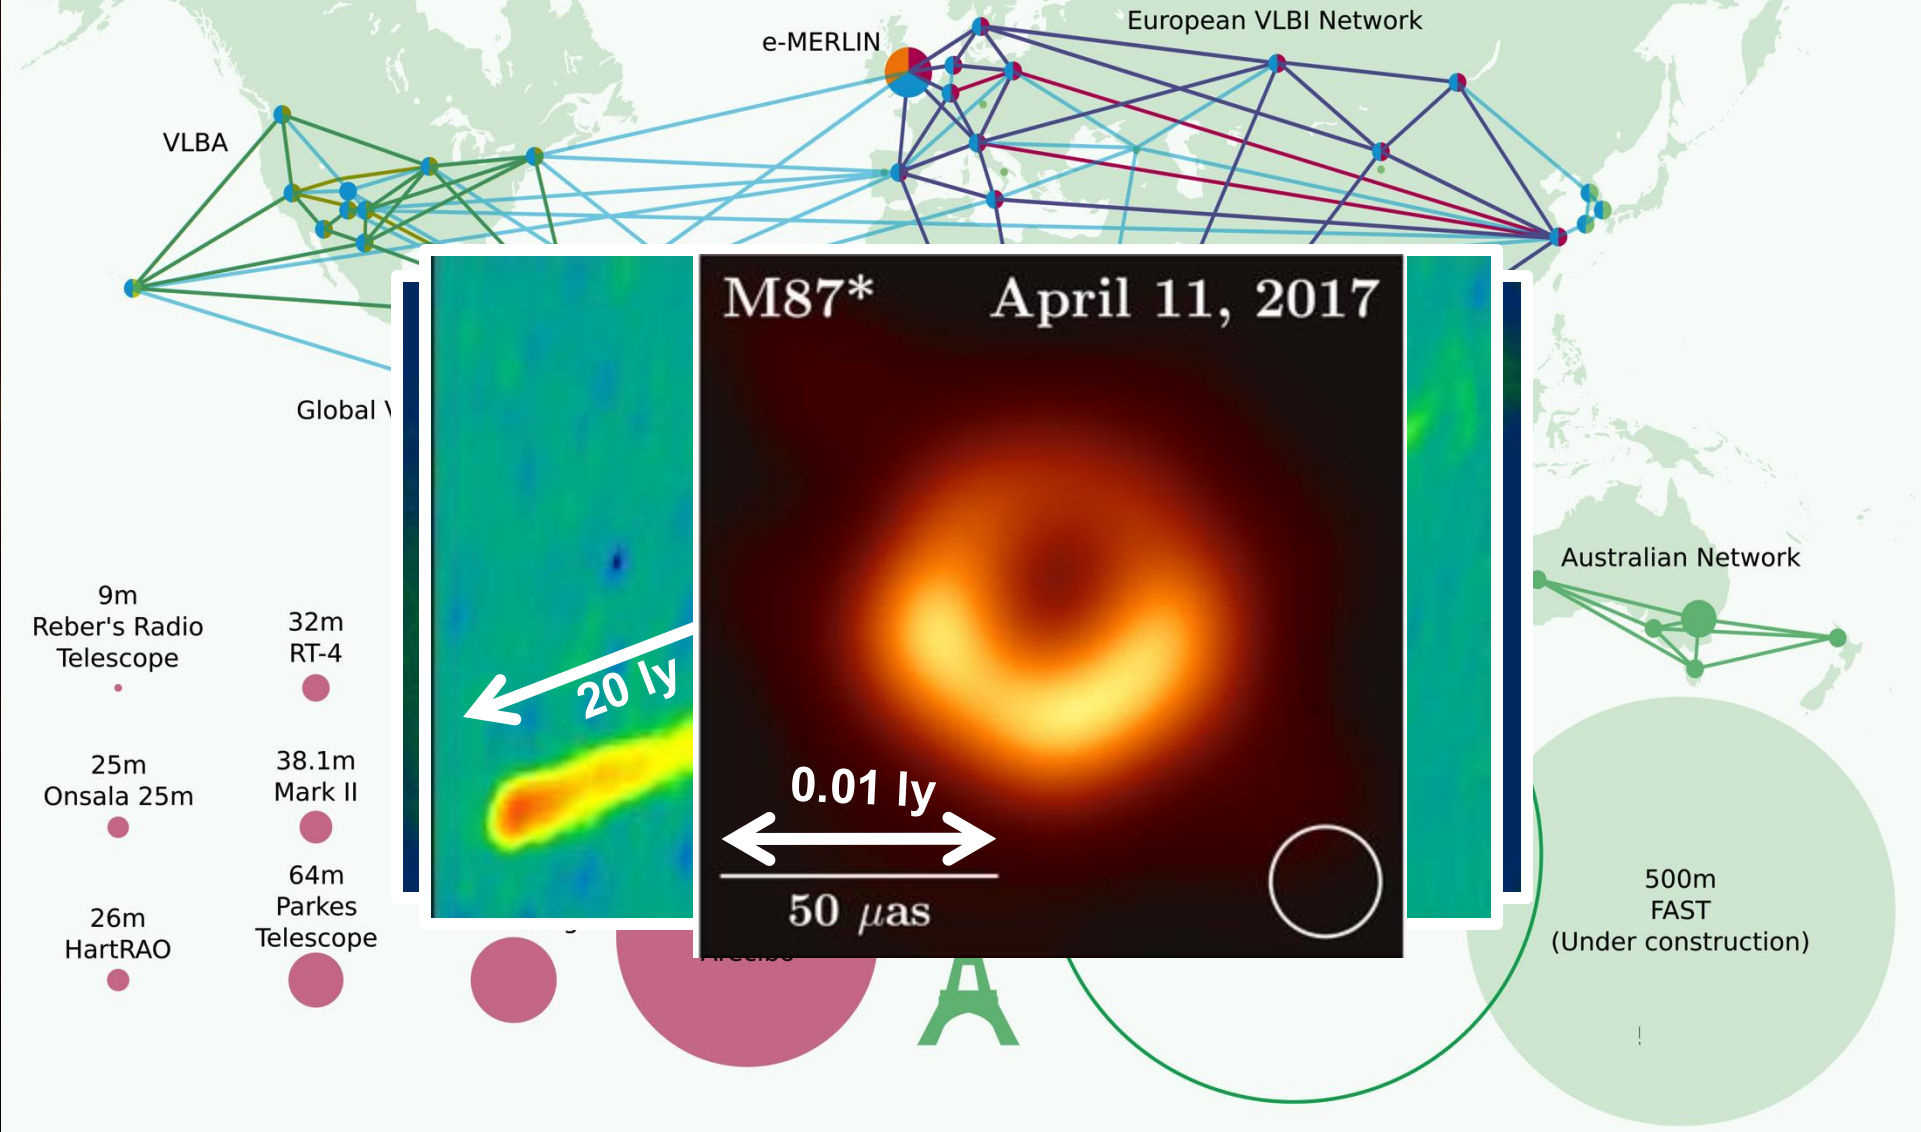 European VLBI Network
e-MERLIN
VLBA
Global
M87*
April 11, 2017
20 ly
0.01 ly
50 μas
Australian Network
9m
Reber's Radio
Telescope
32m
RT-4
25m
Onsala 25m
38.1m
Mark II
26m
HartRAO
64m
Parkes
Telescope
500m
FAST
(Under construction)